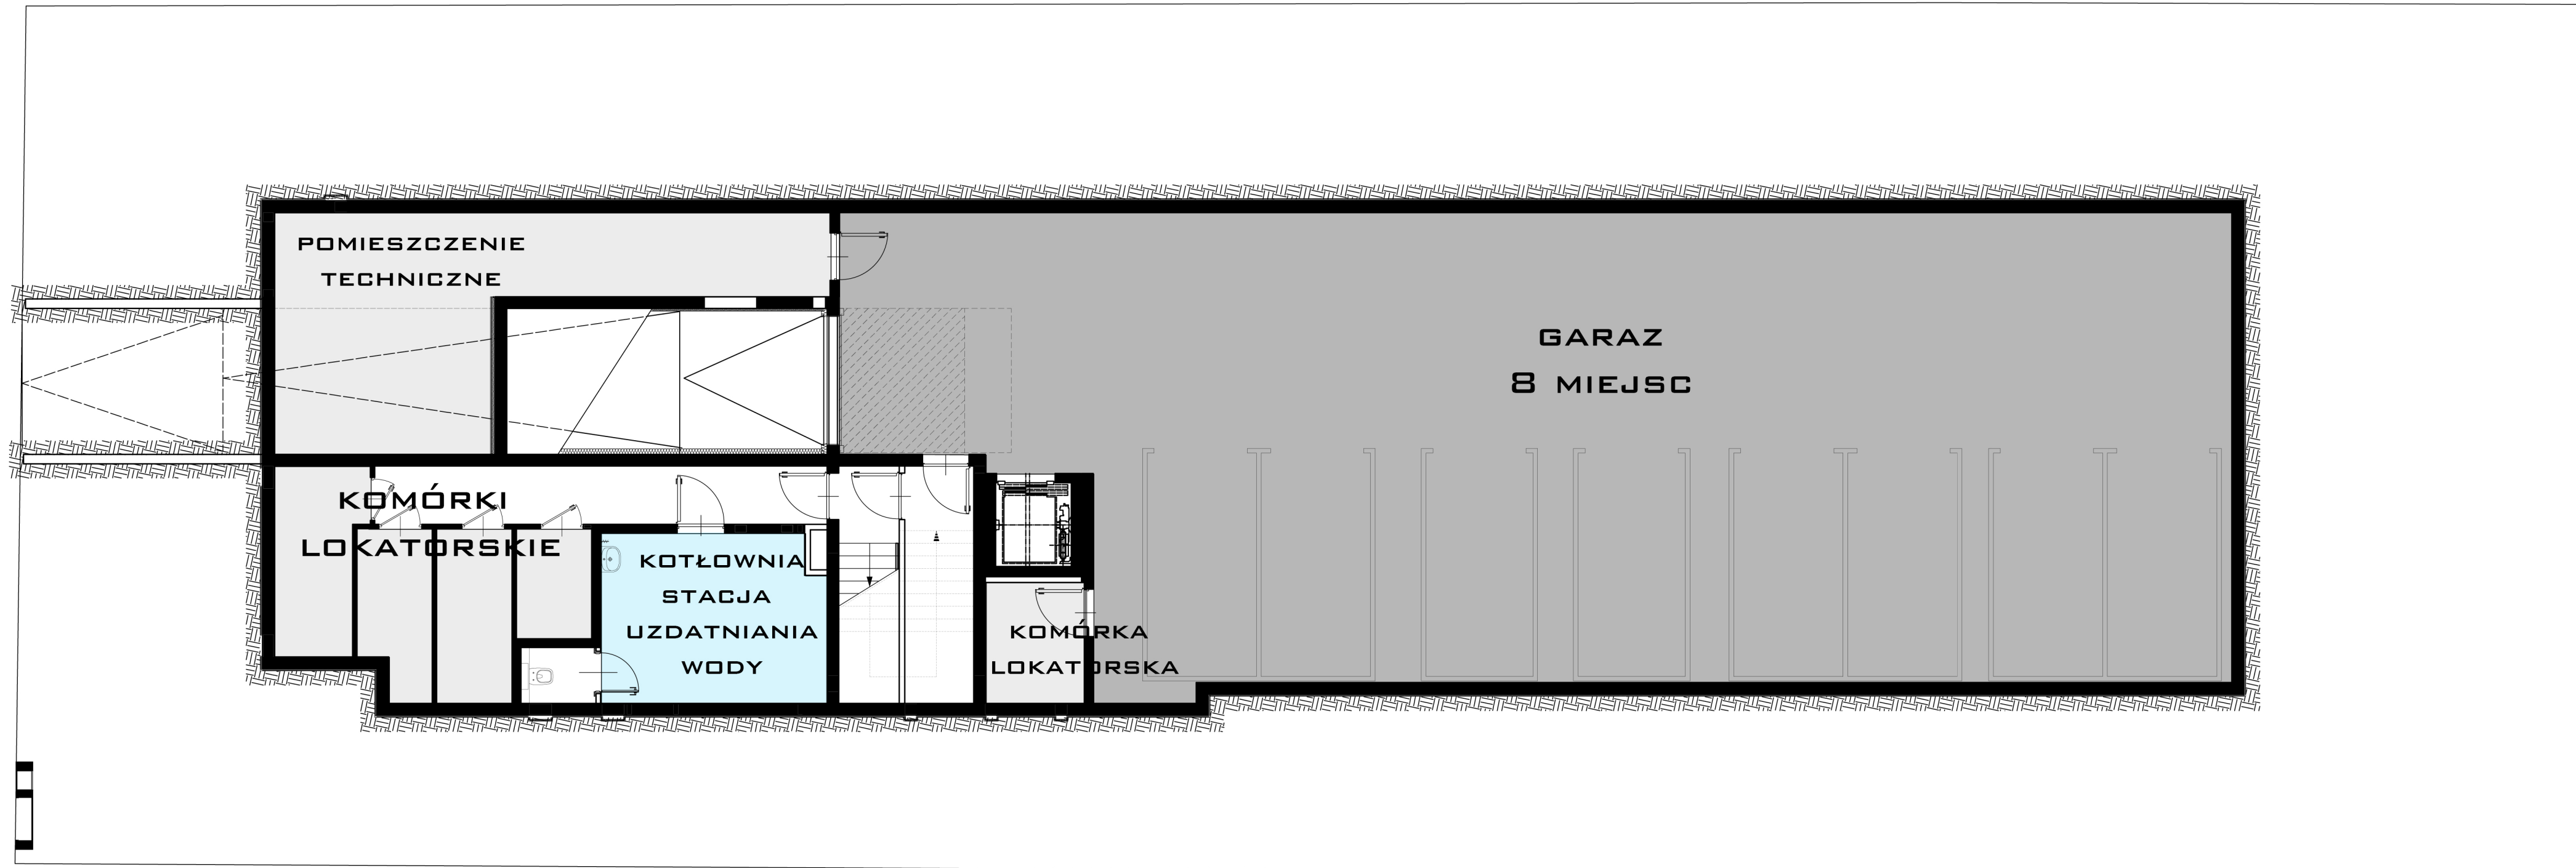 POMIESZCZENIE
TECHNICZNE
GARAZ
8 MIEJSC
KOMÓRKI
LOKATORSKIE
KOTŁOWNIA
STACJA
UZDATNIANIA
WODY
KOMÓRKA
LOKATORSKA